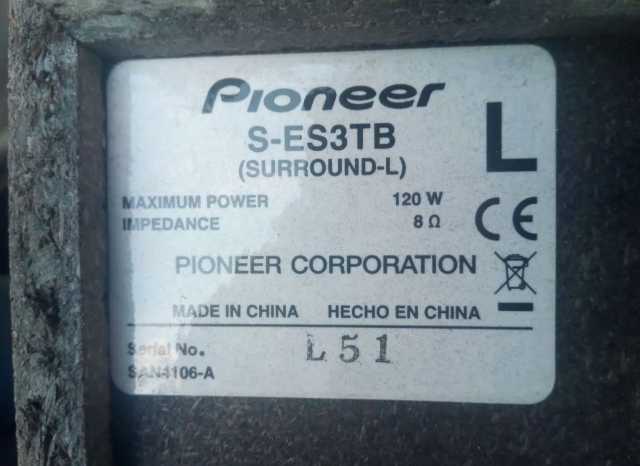 Pioneer
S-ES3TB
(SURROUND-L)
L
MAXIMUM POWER 120 W
IMPEDANCE 8 Ω
CE
PIONEER CORPORATION
MADE IN CHINA HECHO EN CHINA
Serial No. L51
SAN4106-A